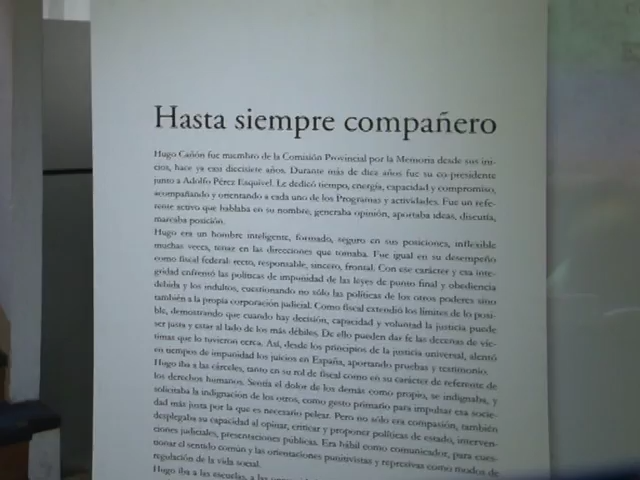 Hasta siempre compañero
Hugo Cañón fue miembro de la Comisión Provincial por la Memoria desde sus ini-
cios, hace ya casi diecisiete años. Durante más de diez años fue su co-presidente
junto a Adolfo Pérez Esquivel. Le dedicó tiempo, energía, capacidad y compromiso,
acompañando y orientando a cada uno de los Programas y actividades. Fue un refe-
rente activo que hablaba en su nombre, generaba opinión, aportaba ideas, discutía,
marcaba posición.
Hugo era un hombre inteligente, formado, seguro en sus posiciones, inflexible
muchas veces, tenaz en las direcciones que tomaba. Fue igual en su desempeño
como fiscal federal: recto, responsable, sincero, frontal. Con ese carácter y esa inte-
gridad enfrentó las políticas de impunidad de las leyes de punto final y obediencia
debida y los indultos, cuestionando no sólo las políticas de los otros poderes sino
también a la propia corporación judicial. Como fiscal extendió los límites de lo posi-
ble, demostrando que cuando hay decisión, capacidad y voluntad la justicia puede
ser justa y estar al lado de los más débiles. De ello pueden dar fe las decenas de víc-
timas que lo tuvieron cerca. Así, desde los principios de la justicia universal, alentó
en tiempos de impunidad los juicios en España, aportando pruebas y testimonio.
Hugo iba a las cárceles, tanto en su rol de fiscal como en su carácter de referente de
los derechos humanos. Sentía el dolor de los demás como propio, se indignaba, y
solicitaba la indignación de los otros, como gesto primario para impulsar esa socie-
dad más justa por la que es necesario pelear. Pero no sólo era compasión, también
desplegaba su capacidad al opinar, criticar y proponer políticas de estado, interven-
ciones judiciales, presentaciones públicas. Era hábil como comunicador, para cues-
tionar el sentido común y las orientaciones punitivistas y represivas como modos de
regulación de la vida social.
Hugo iba a las escuelas, a las